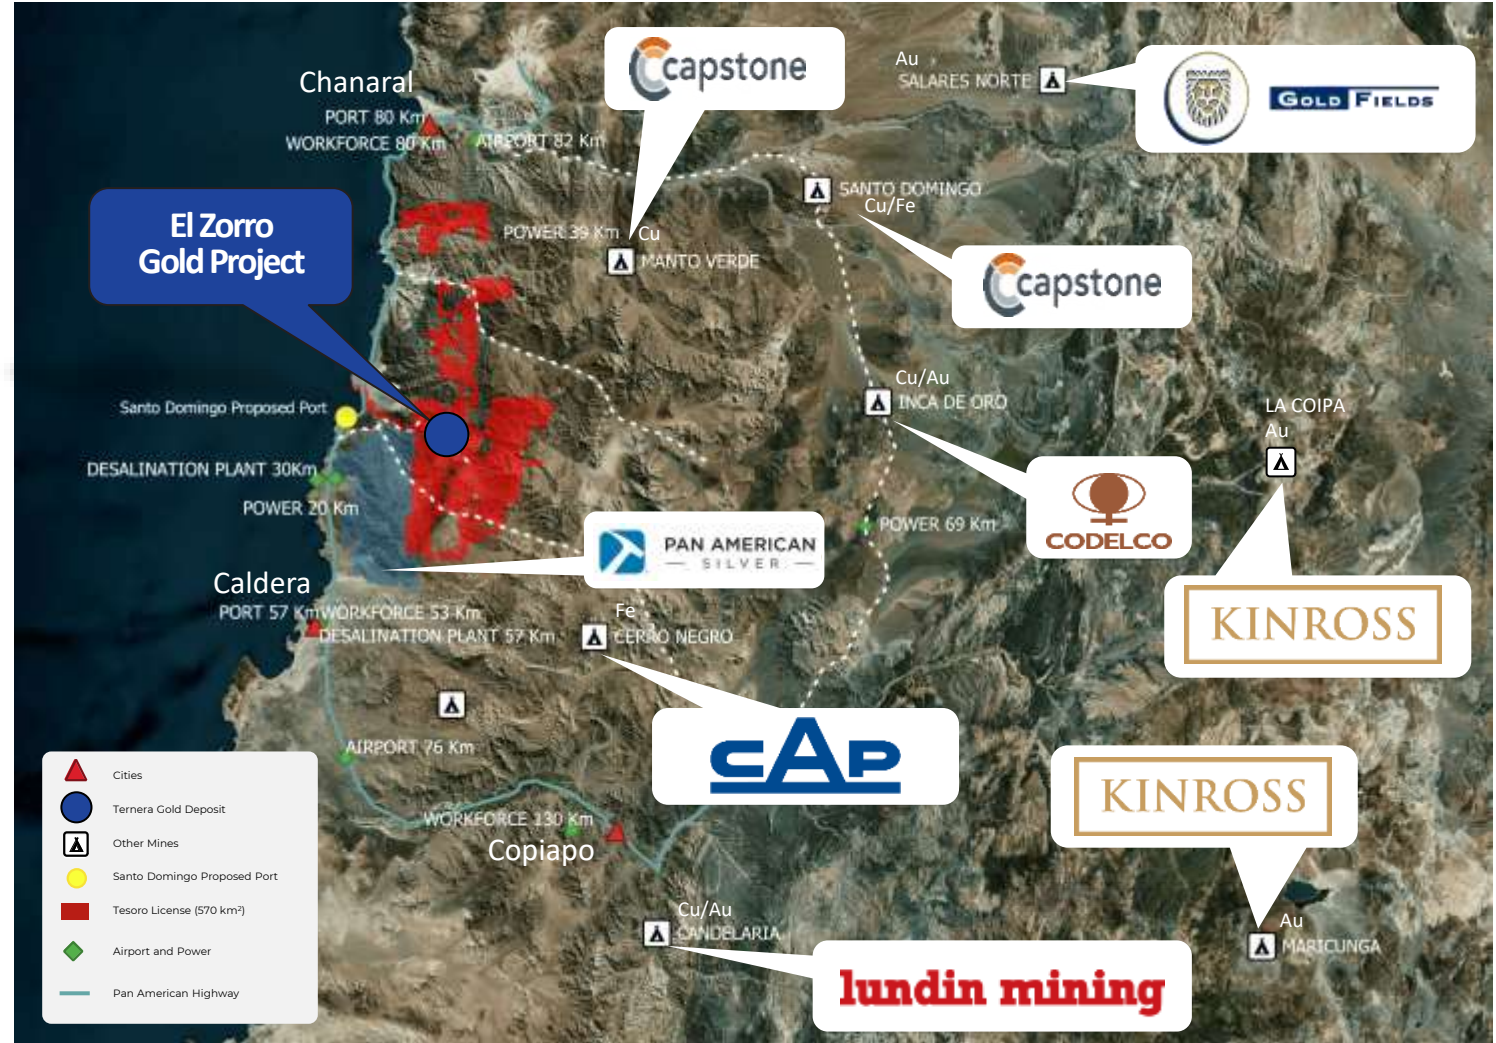 Chanaral
PORT 80 Km
WORKFORCE 80 Km
AIRPORT 82 Km
capstone
Au
SALARES NORTE
GOLD FIELDS
El Zorro
Gold Project
POWER 39 Km
Cu
MANTO VERDE
SANTO DOMINGO
Cu/Fe
capstone
Cu/Au
INCA DE ORO
LA COIPA
Au
Santo Domingo Proposed Port
DESALINATION PLANT 30Km
POWER 20 Km
CODELCO
POWER 69 Km
PAN AMERICAN
SILVER
Caldera
PORT 57 Km
WORKFORCE 53 Km
DESALINATION PLANT 57 Km
Fe
CERRO NEGRO
KINROSS
CAP
AIRPORT 76 Km
KINROSS
WORKFORCE 130 Km
Copiapo
Cu/Au
CANDELARIA
Au
MARICUNGA
lundin mining
Cities
Ternera Gold Deposit
Other Mines
Santo Domingo Proposed Port
Tesoro License (570 km²)
Airport and Power
Pan American Highway